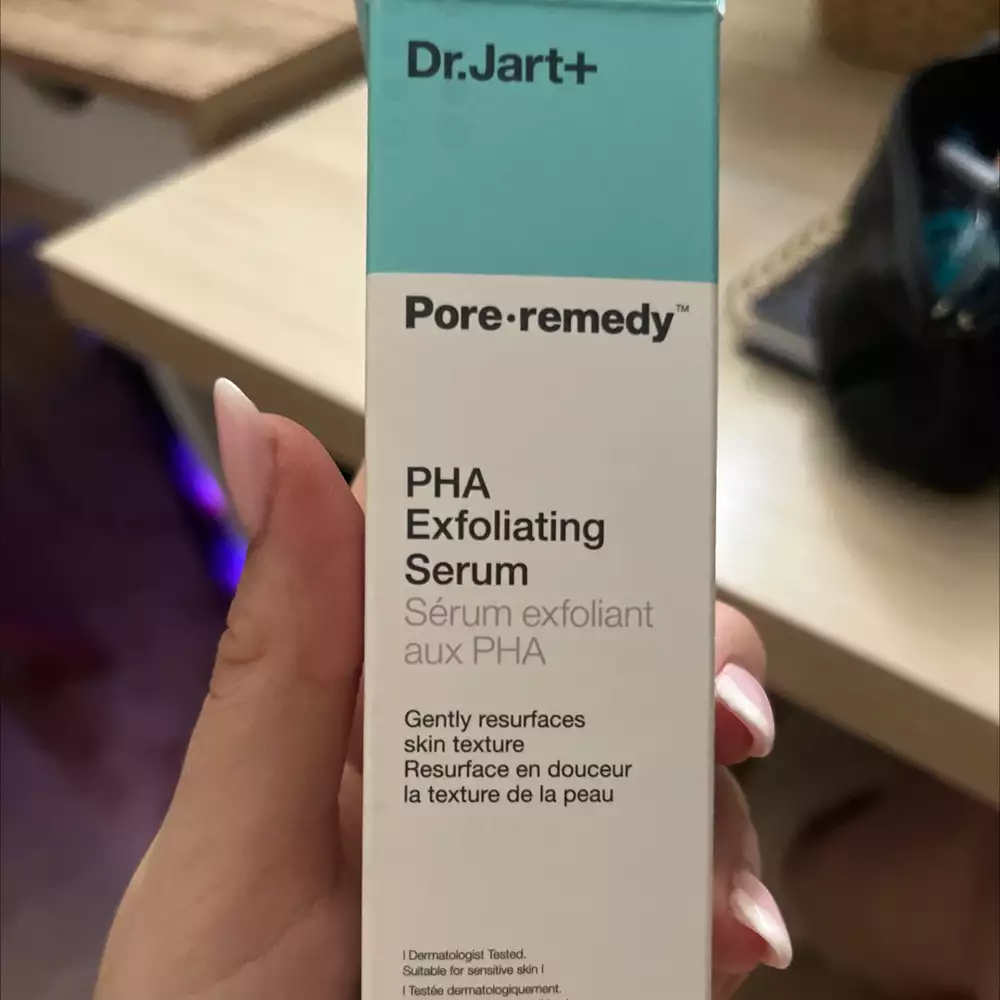 Dr.Jart+
Pore·remedy™
PHA
Exfoliating
Serum
Sérum exfoliant
aux PHA
Gently resurfaces
skin texture
Resurface en douceur
la texture de la peau
| Dermatologist Tested.
Suitable for sensitive skin |
| Testée dermatologiquement.